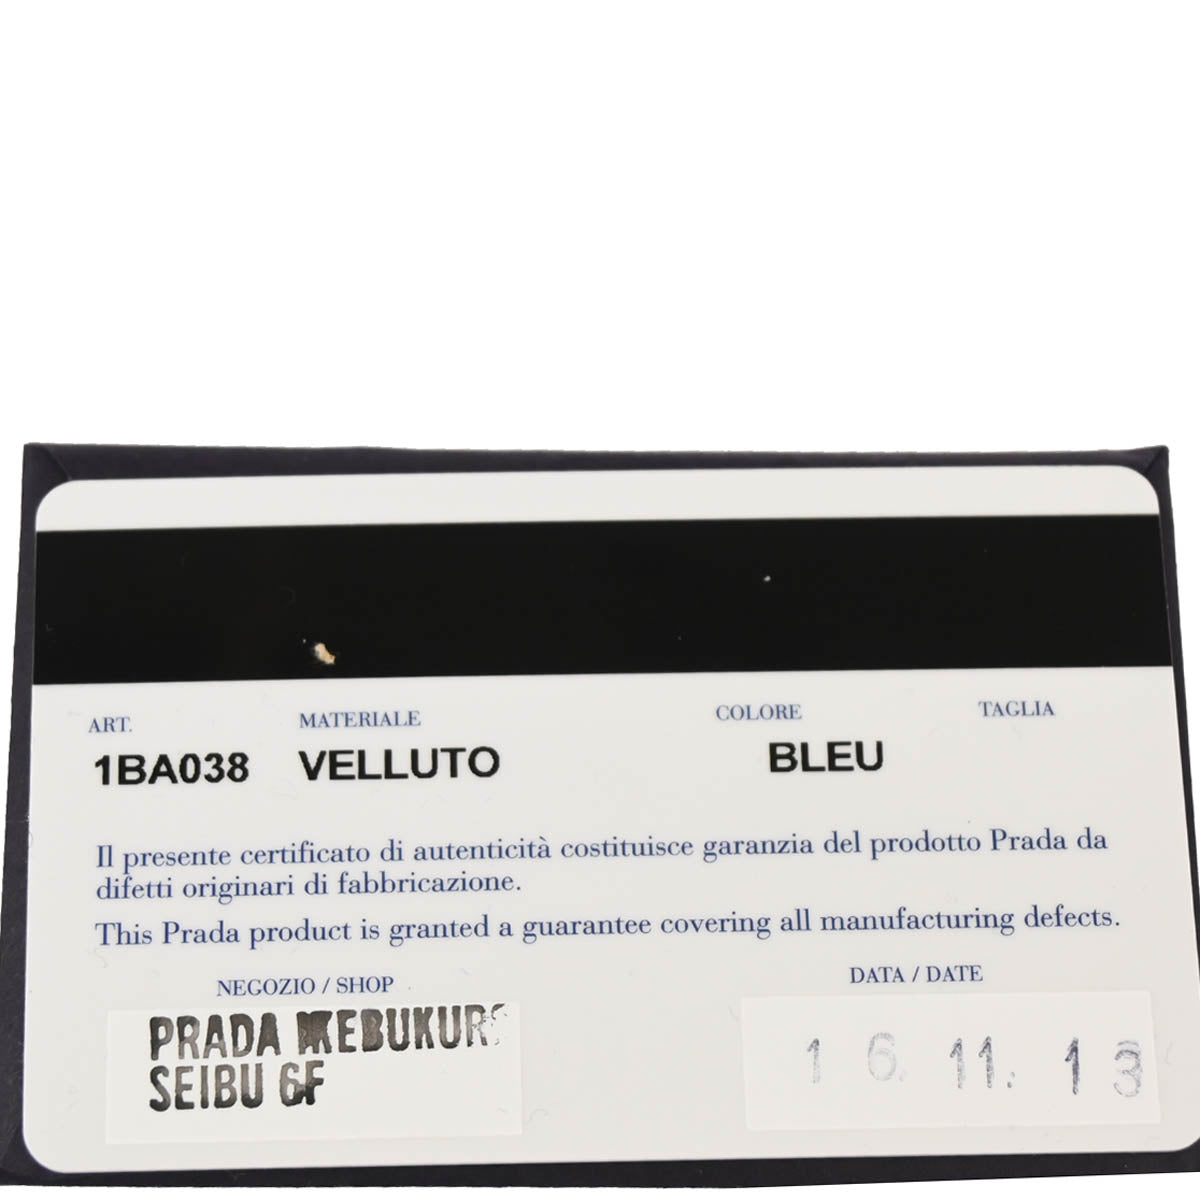 ART. MATERIALE COLORE TAGLIA
1BA038 VELLUTO BLEU
Il presente certificato di autenticità costituisce garanzia del prodotto Prada da
difetti originari di fabbricazione.
This Prada product is granted a guarantee covering all manufacturing defects.
NEGOZIO / SHOP DATA / DATE
PRADA
SEIBU 6F
16. 11. 13